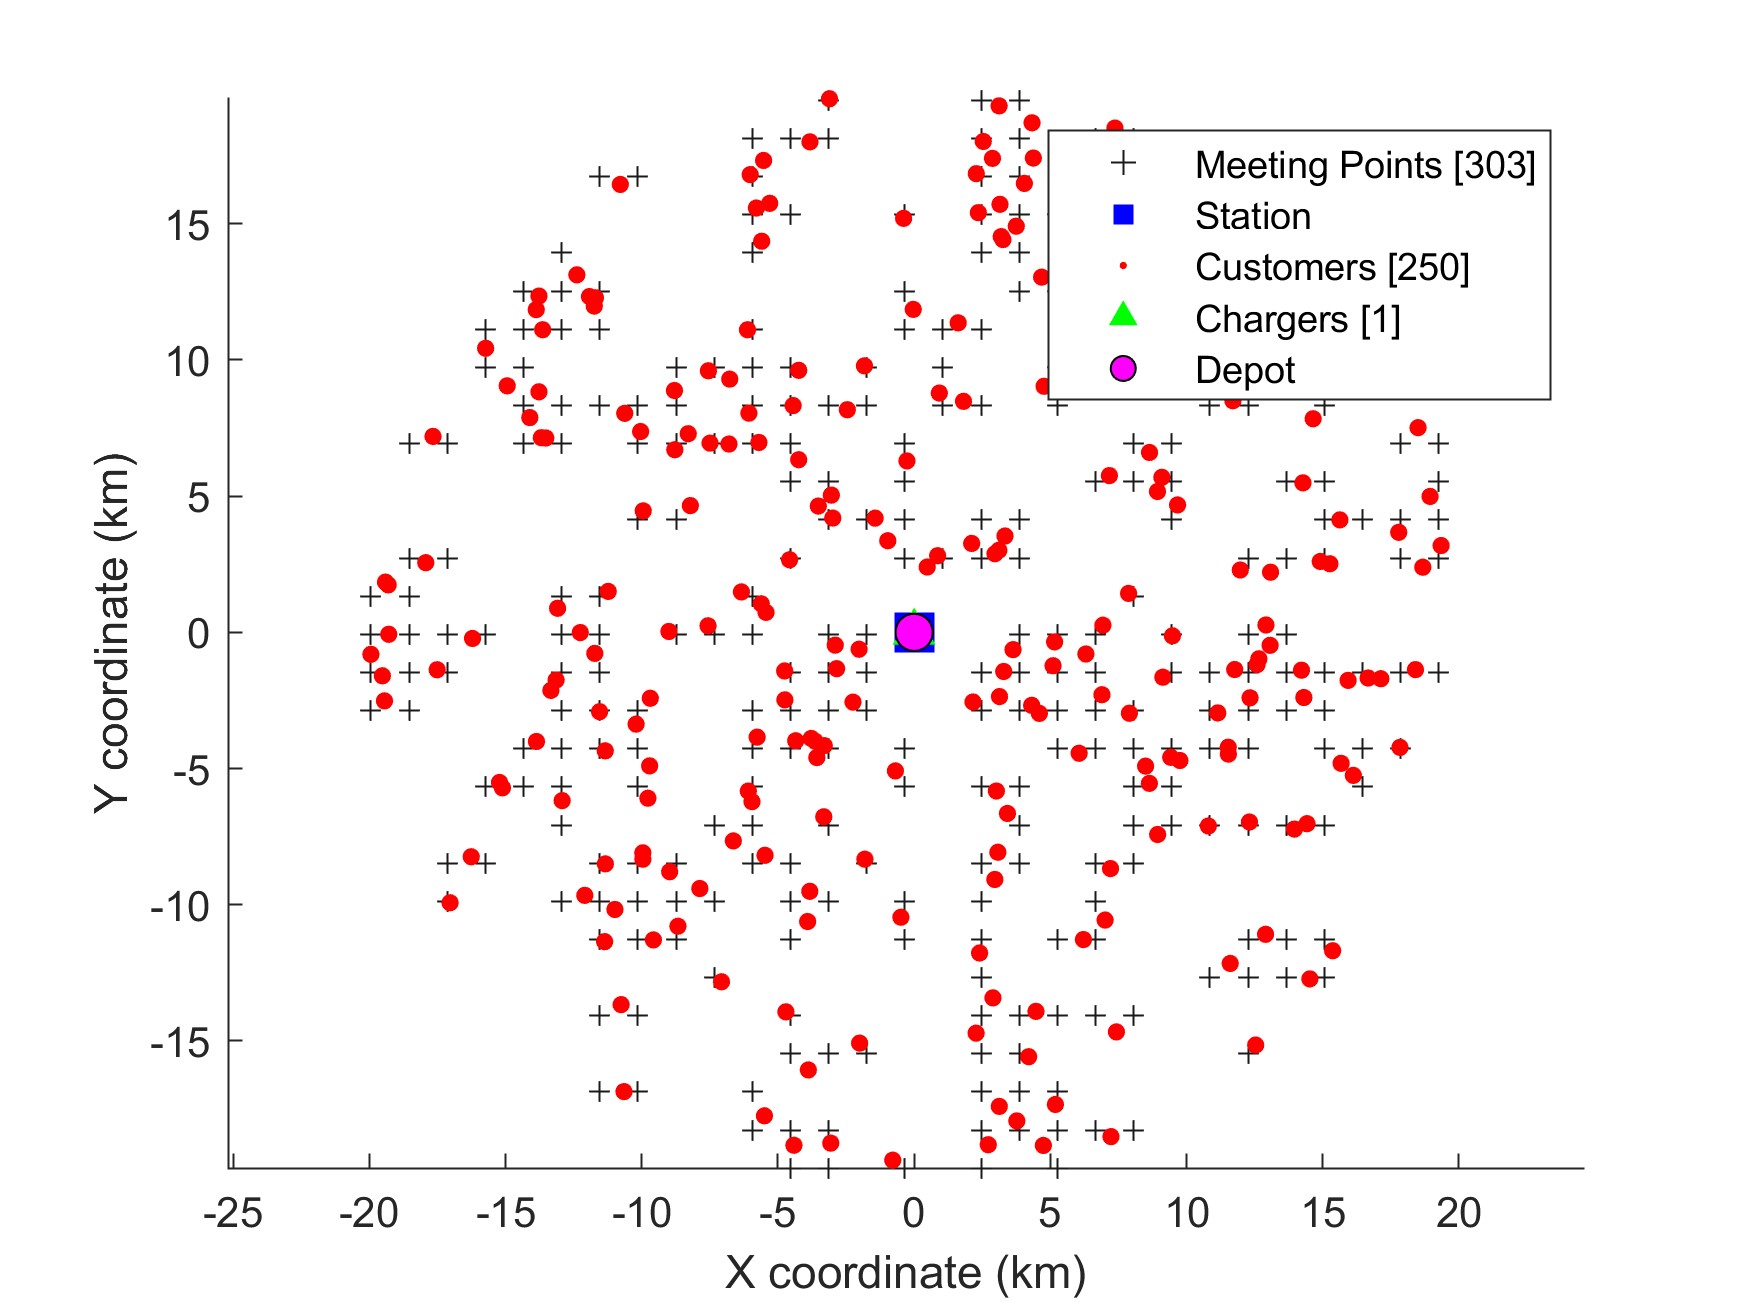 Meeting Points [303]
Station
Customers [250]
Chargers [1]
Depot
15
10
5
0
-5
-10
-15
Y coordinate (km)
-25 -20 -15 -10 -5 0 5 10 15 20
X coordinate (km)